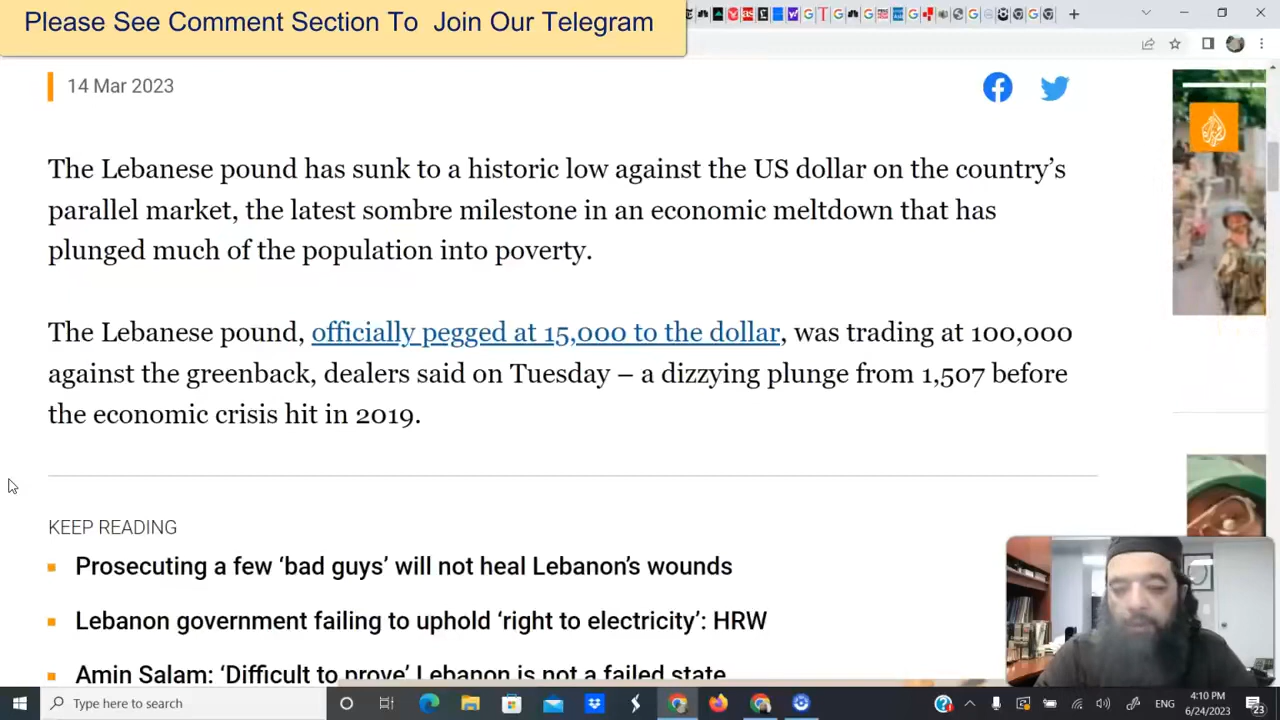 Please See Comment Section To Join Our Telegram
14 Mar 2023
The Lebanese pound has sunk to a historic low against the US dollar on the country’s
parallel market, the latest sombre milestone in an economic meltdown that has
plunged much of the population into poverty.
The Lebanese pound, officially pegged at 15,000 to the dollar, was trading at 100,000
against the greenback, dealers said on Tuesday – a dizzying plunge from 1,507 before
the economic crisis hit in 2019.
KEEP READING
Prosecuting a few ‘bad guys’ will not heal Lebanon’s wounds
Lebanon government failing to uphold ‘right to electricity’: HRW
Amin Salam: ‘Difficult to prove’ Lebanon is not a failed state
Type here to search
ENG
4:10 PM
6/24/2023
23